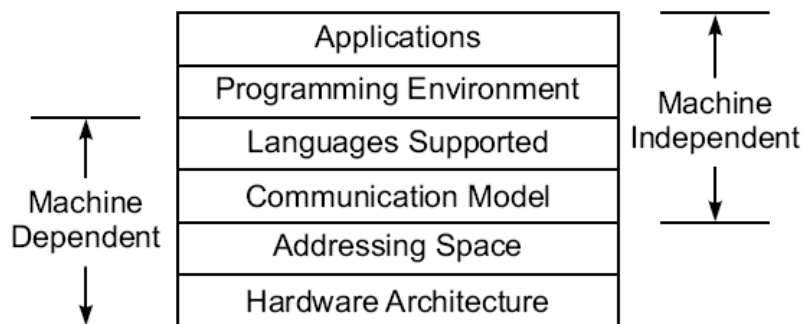 Applications
Programming Environment
Languages Supported
Communication Model
Addressing Space
Hardware Architecture
Machine
Dependent
Machine
Independent